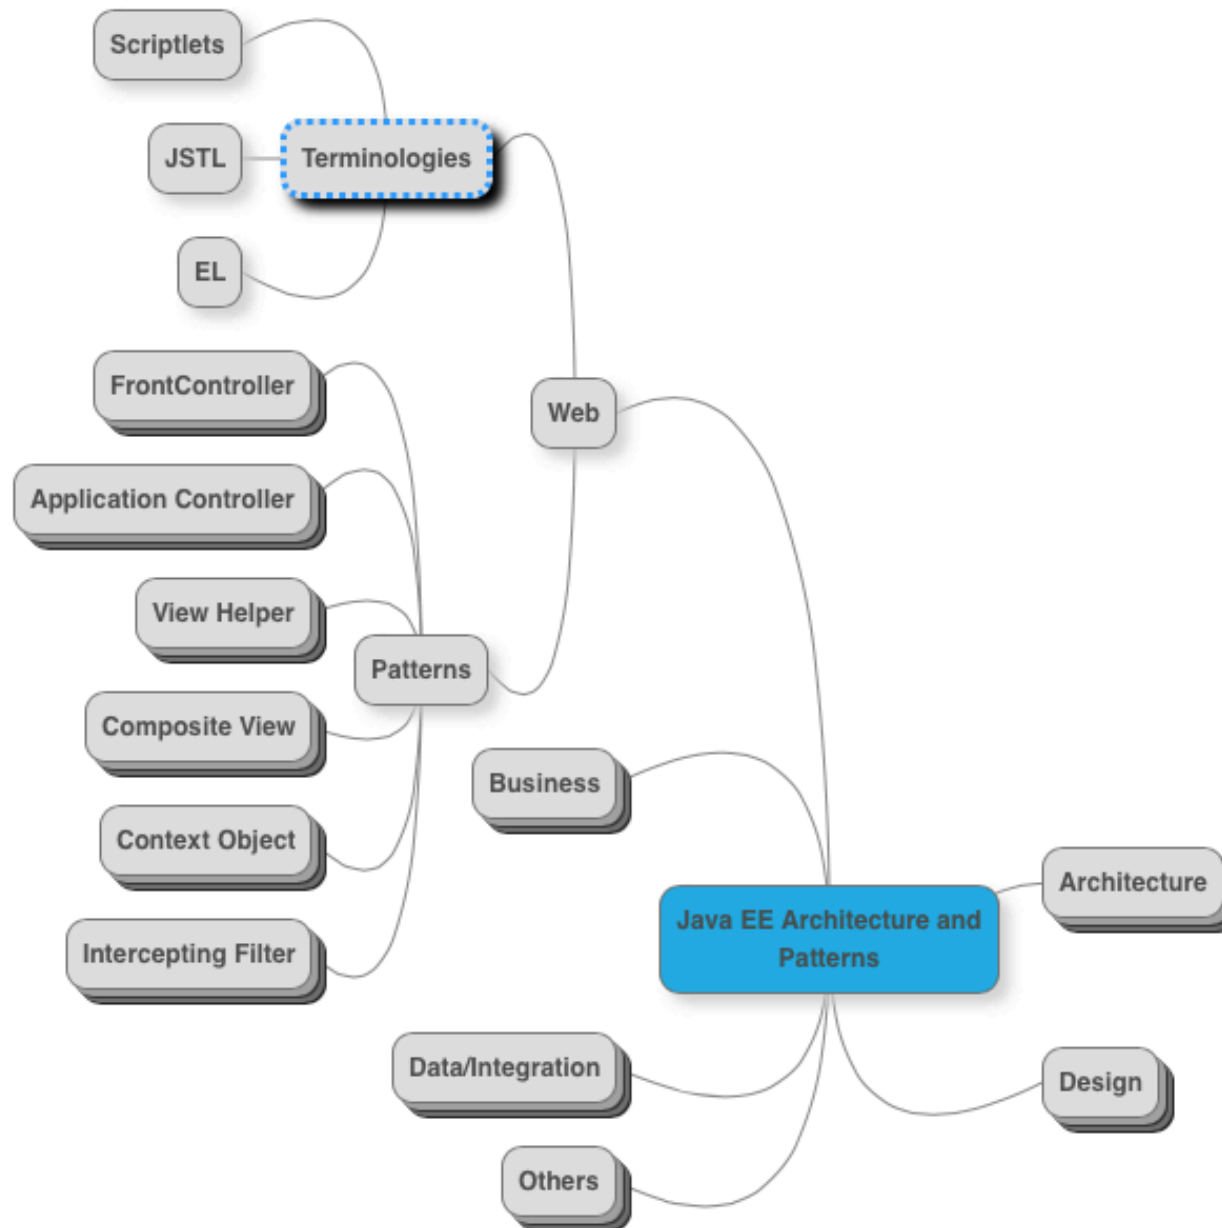 Scriptlets
JSTL
Terminologies
EL
FrontController
Web
Application Controller
View Helper
Patterns
Composite View
Business
Context Object
Architecture
Java EE Architecture and
Patterns
Intercepting Filter
Data/Integration
Design
Others